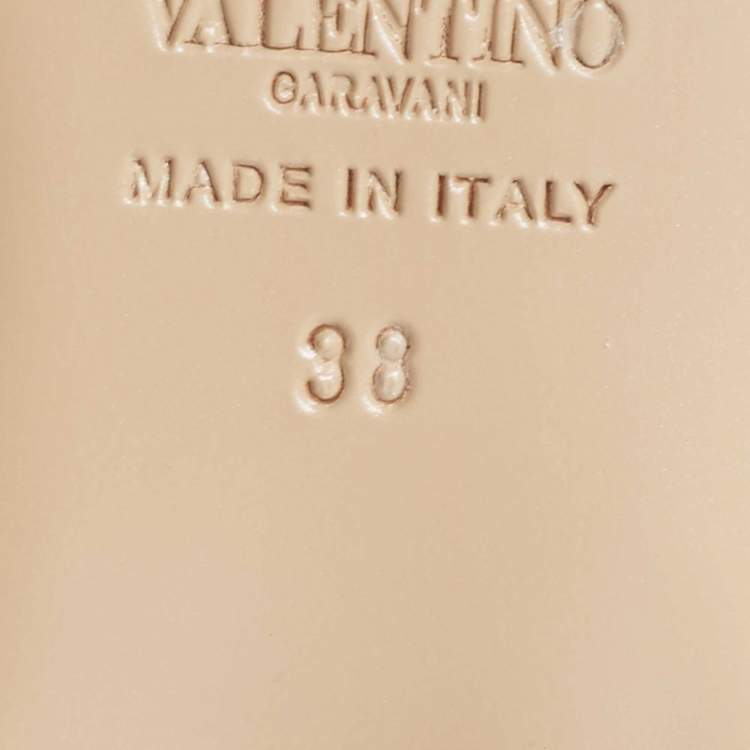 VALENTINO
GARAVANI
MADE IN ITALY
38